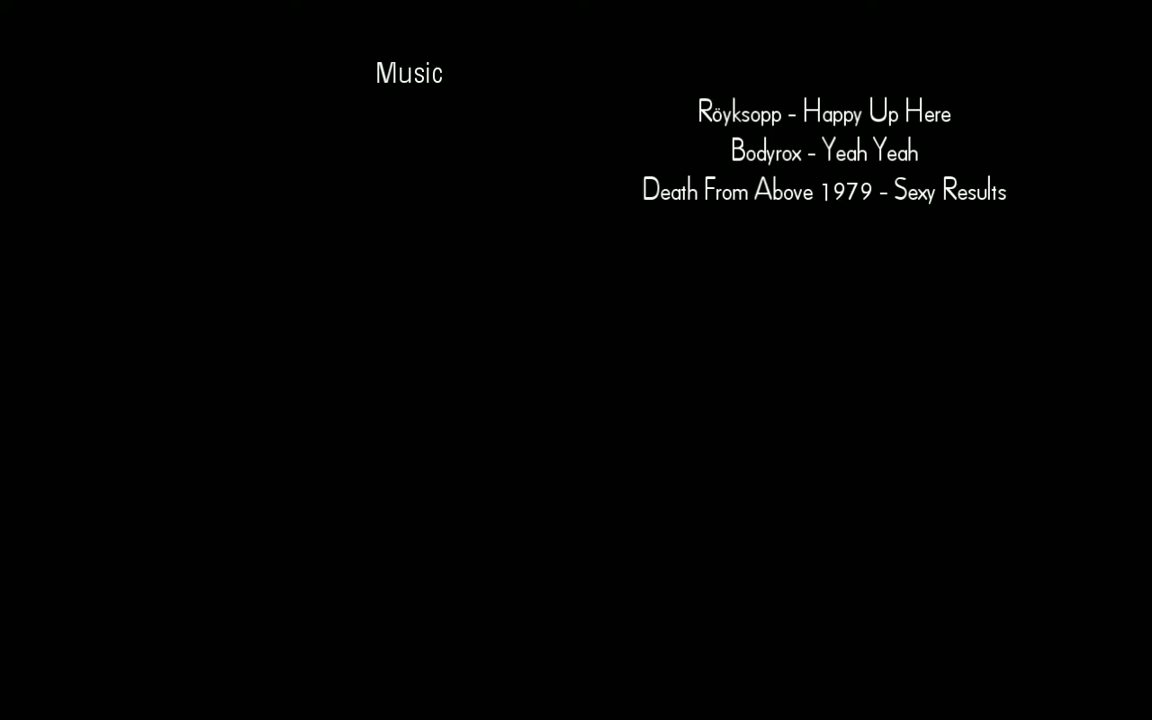 Music
Röyksopp - Happy Up Here
Bodyrox - Yeah Yeah
Death From Above 1979 - Sexy Results